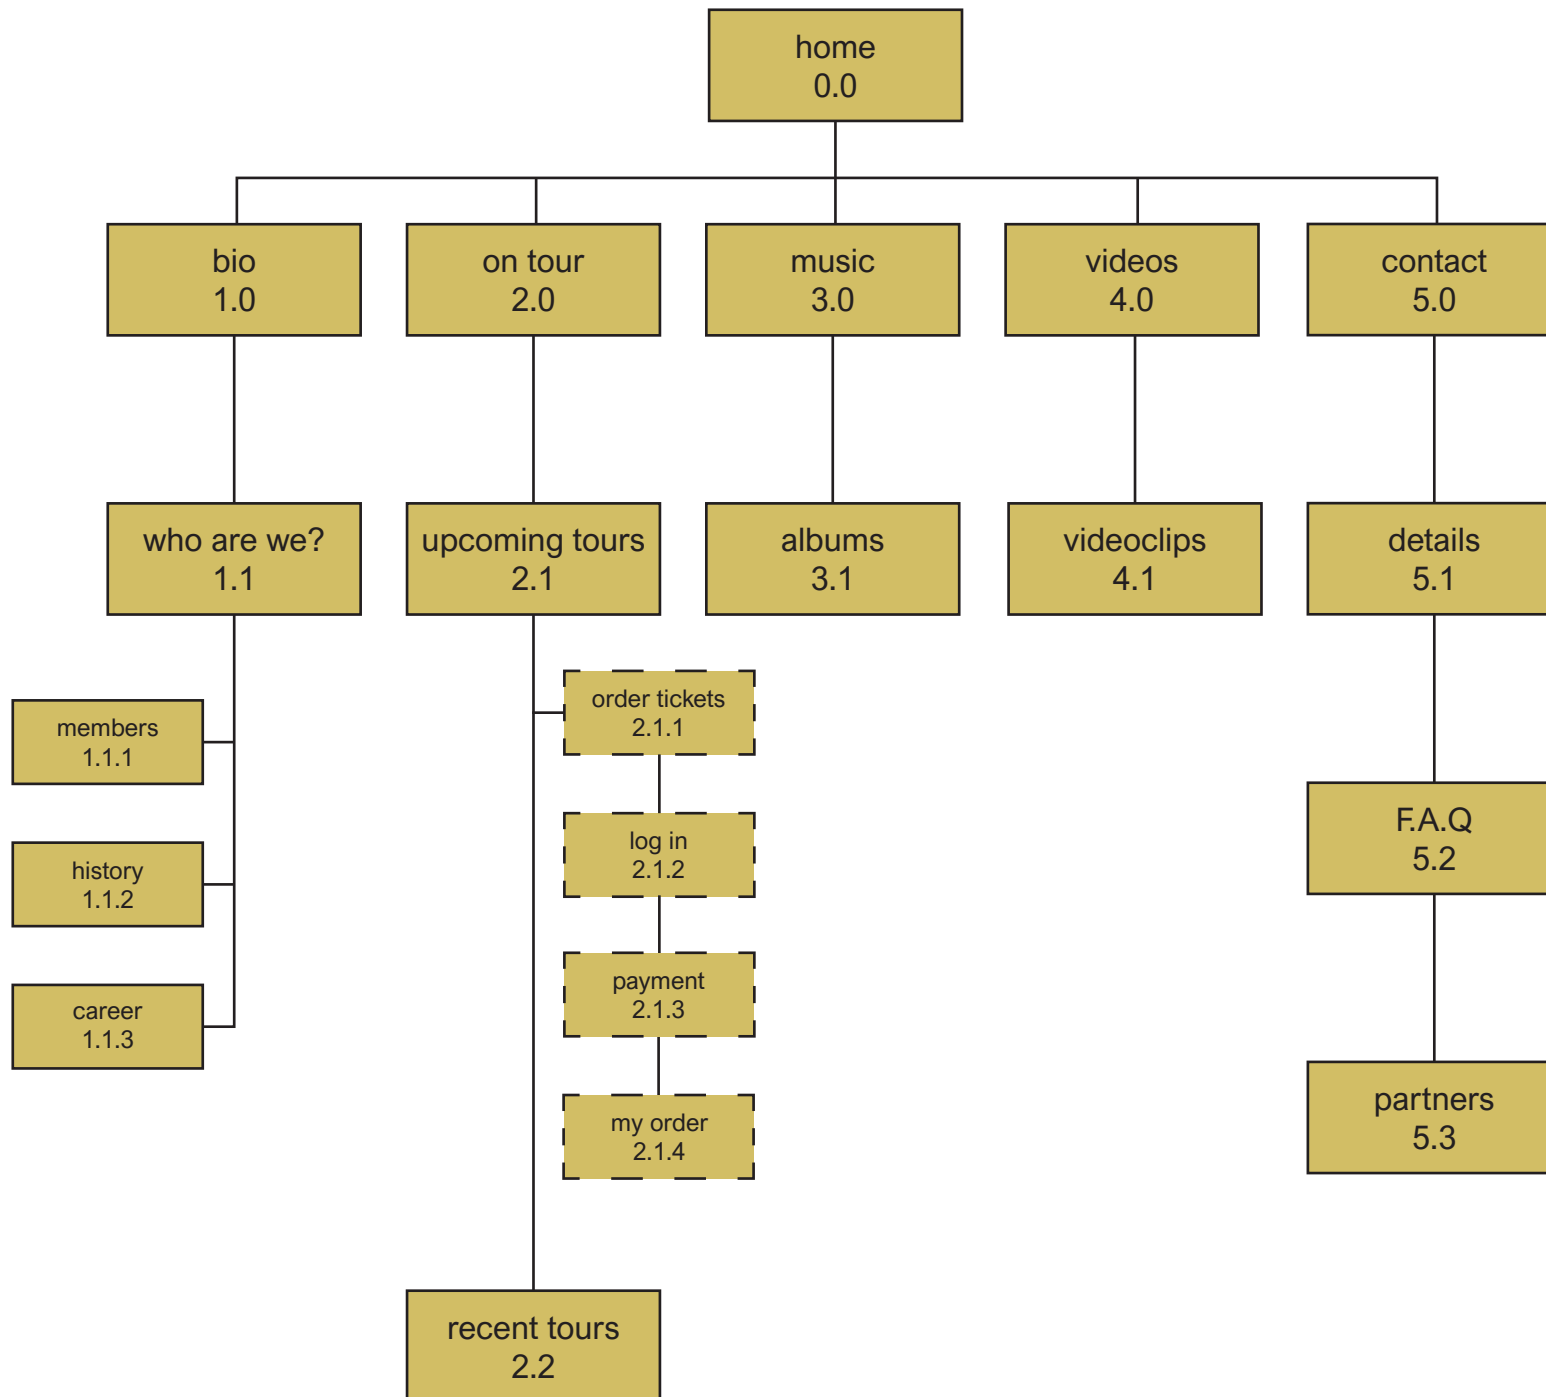 home
0.0
bio
1.0
on tour
2.0
music
3.0
videos
4.0
contact
5.0
who are we?
1.1
upcoming tours
2.1
albums
3.1
videoclips
4.1
details
5.1
members
1.1.1
history
1.1.2
career
1.1.3
order tickets
2.1.1
log in
2.1.2
payment
2.1.3
my order
2.1.4
F.A.Q
5.2
partners
5.3
recent tours
2.2